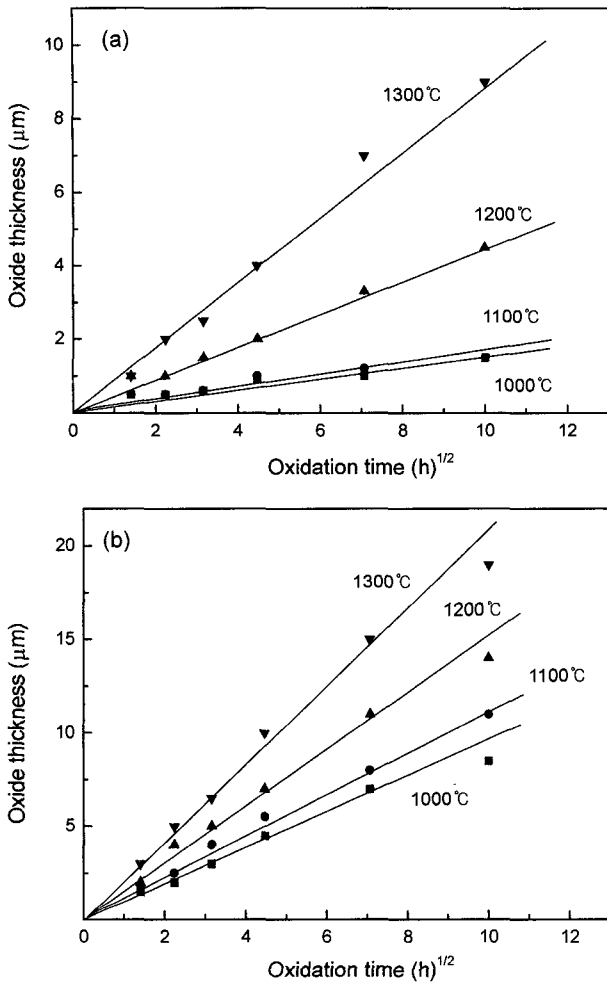 (a)
10
8
6
4
2
Oxide thickness (μm)
1300℃
1200℃
1100℃
1000℃
0 2 4 6 8 10 12
Oxidation time (h)^1/2
(b)
20
15
10
5
Oxide thickness (μm)
1300℃
1200℃
1100℃
1000℃
0 2 4 6 8 10 12
Oxidation time (h)^1/2